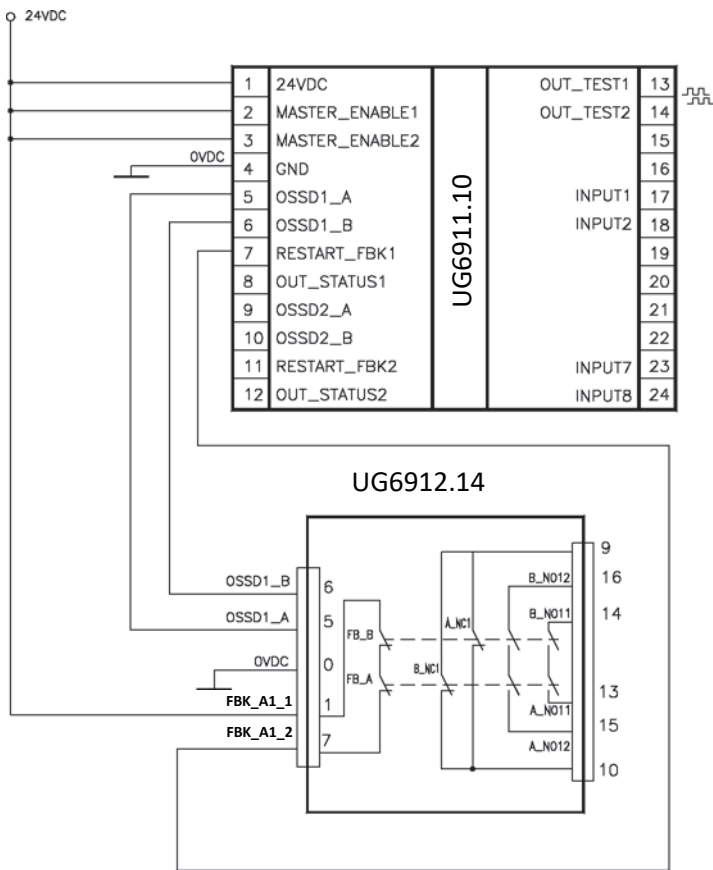 24VDC
1 24VDC OUT_TEST1 13
2 MASTER_ENABLE1 OUT_TEST2 14
3 MASTER_ENABLE2 15
0VDC 4 GND 16
5 OSSD1_A INPUT1 17
6 OSSD1_B INPUT2 18
7 RESTART_FBK1 19
8 OUT_STATUS1 20
9 OSSD2_A 21
10 OSSD2_B 22
11 RESTART_FBK2 INPUT7 23
12 OUT_STATUS2 INPUT8 24
UG6911.10
UG6912.14
9
OSSD1_B 6 B_NO12 16
OSSD1_A 5 A_NC1 B_NO11 14
FB_B
0VDC 0 FB_A B_NC1
FBK_A1_1 1 13
A_NO11
FBK_A1_2 7 15
A_NO12
10